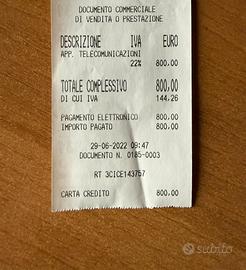 DOCUMENTO COMMERCIALE
DI VENDITA O PRESTAZIONE
DESCRIZIONE IVA EURO
APP. TELECOMUNICAZIONI
22% 800,00
TOTALE COMPLESSIVO 800,00
DI CUI IVA 144,26
PAGAMENTO ELETTRONICO 800,00
IMPORTO PAGATO 800,00
29-06-2022 09:47
DOCUMENTO N. 0185-0003
RT 3CICE143757
CARTA CREDITO 800,00
subito